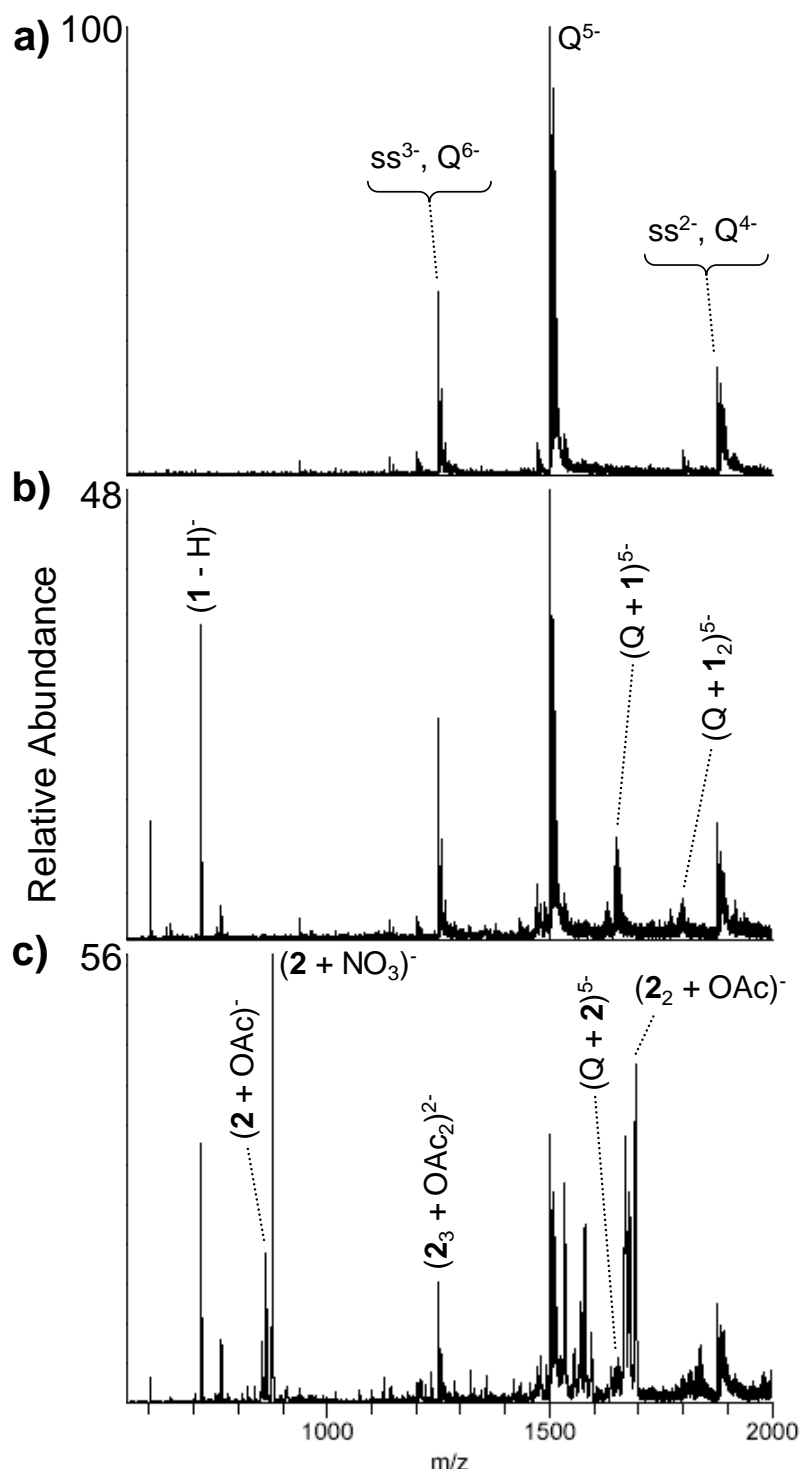 a) 100
Q⁵⁻
ss³⁻, Q⁶⁻
ss²⁻, Q⁴⁻
b) 48
(1 - H)⁻
(Q + 1)⁵⁻
(Q + 1₂)⁵⁻
Relative Abundance
c) 56
(2 + OAc)⁻
(2 + NO₃)⁻
(2₃ + OAc₂)²⁻
(Q + 2)⁵⁻
(2₂ + OAc)⁻
1000 1500 2000
m/z